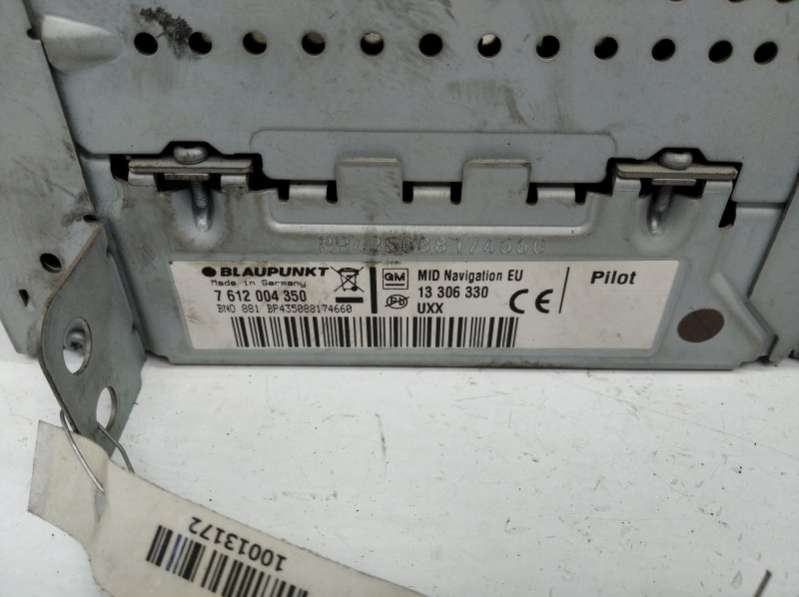 BLAUPUNKT
Made in Germany
7 612 004 350
BNO 881 BP435088174660
GM
MID Navigation EU
Pb
13 306 330
UXX
CE
Pilot
10013172